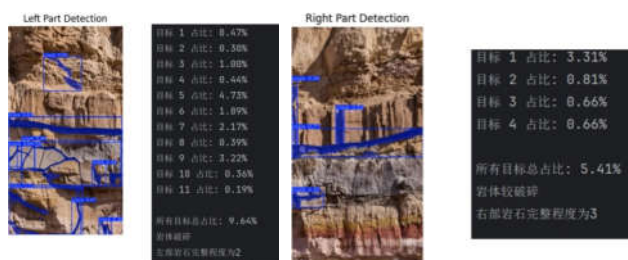 Left Part Detection
目标 1 占比: 0.47%
目标 2 占比: 0.30%
目标 3 占比: 1.00%
目标 4 占比: 0.44%
目标 5 占比: 4.73%
目标 6 占比: 1.09%
目标 7 占比: 2.17%
目标 8 占比: 0.39%
目标 9 占比: 3.22%
目标 10 占比: 0.36%
目标 11 占比: 0.19%
所有目标总占比: 9.64%
岩体破碎
左部岩石完整程度为2
Right Part Detection
目标 1 占比: 3.31%
目标 2 占比: 0.81%
目标 3 占比: 0.66%
目标 4 占比: 0.66%
所有目标总占比: 5.41%
岩体较破碎
右部岩石完整程度为3